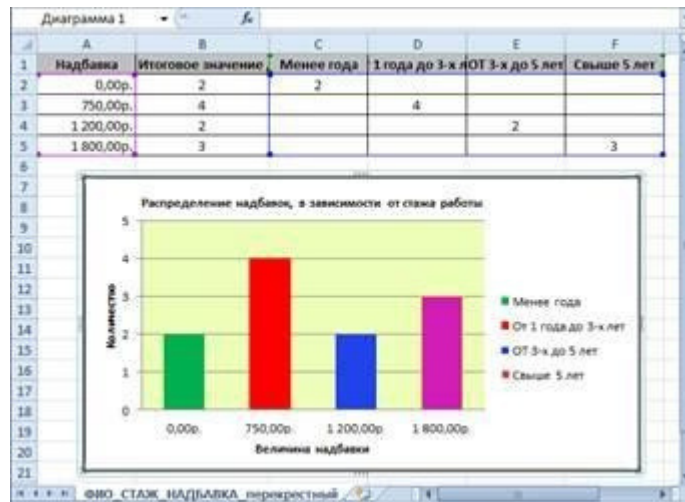 Диаграмма 1 fx
A B C D E F
1 Надбавка Итоговое значение Менее года 1 года до 3-х л ОТ 3-х до 5 лет Свыше 5 лет
2 0,00р. 2 2
3 750,00р. 4 4
4 1 200,00р. 2 2
5 1 800,00р. 3 3
6
7
8
9
10
11
12
13
14
15
16
17
18
19
20
21
Распределение надбавок, в зависимости от стажа работы
5
4
3
2
1
0
Количество
0,00р. 750,00р. 1 200,00р. 1 800,00р.
Величина надбавки
Менее года
От 1 года до 3-х лет
ОТ 3-х до 5 лет
Свыше 5 лет
ФИО_СТАЖ_НАДБАВКА_перекрестный